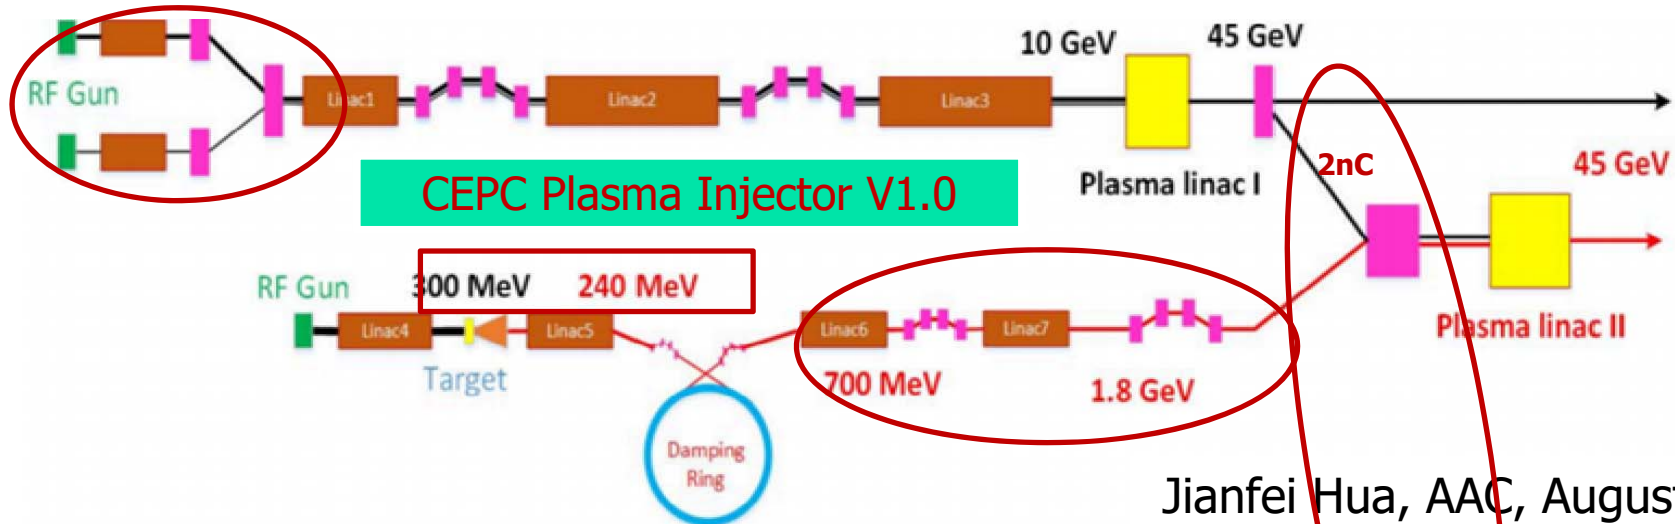 10 GeV
45 GeV
RF Gun
Linac1
Linac2
Linac3
2nC
45 GeV
CEPC Plasma Injector V1.0
Plasma linac I
RF Gun
300 MeV
240 MeV
Linac4
Linac5
Linac6
Linac7
Plasma linac II
Target
700 MeV
1.8 GeV
Damping
Ring
Jianfei Hua, AAC, August